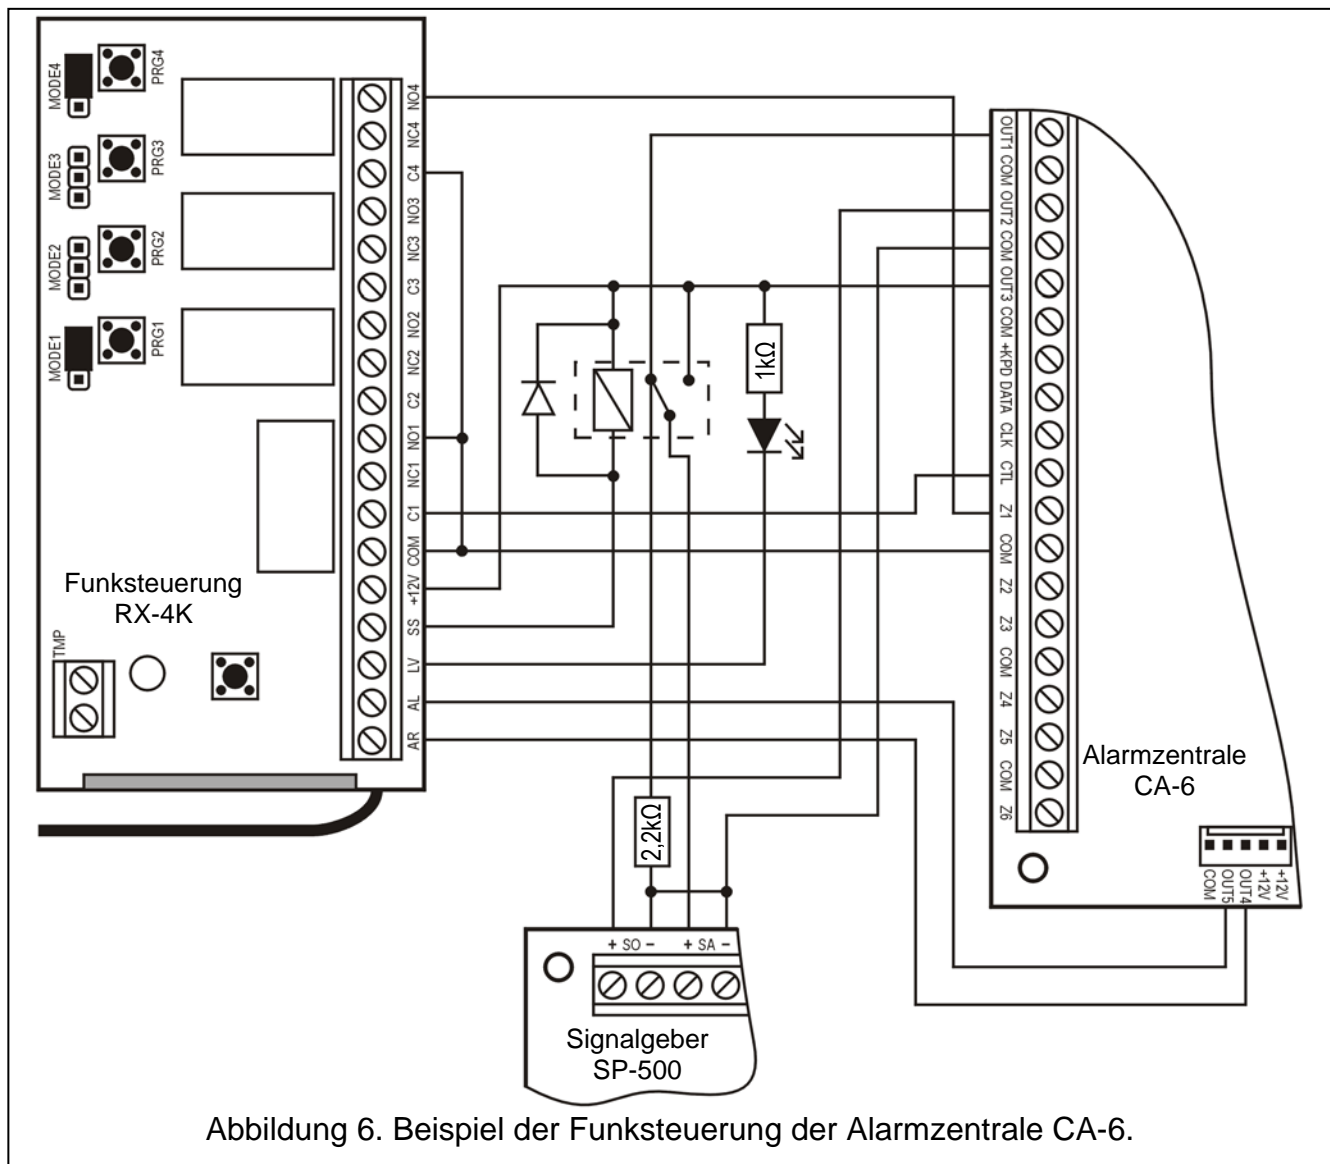 MODE4
PRG4
MODE3
PRG3
MODE2
PRG2
MODE1
PRG1
NO4
NC4
C4
NO3
NC3
C3
NO2
NC2
C2
NO1
NC1
C1
COM
+12V
SS
LV
AL
AR
Funksteuerung
RX-4K
TMP
1kΩ
2,2kΩ
OUT1
COM
OUT2
COM
OUT3
COM
+KPD
DATA
CLK
CTL
Z1
COM
Z2
Z3
COM
Z4
Z5
COM
Z6
Alarmzentrale
CA-6
COM
OUT5
OUT4
+12V
+12V
+ SO − + SA −
Signalgeber
SP-500
Abbildung 6. Beispiel der Funksteuerung der Alarmzentrale CA-6.